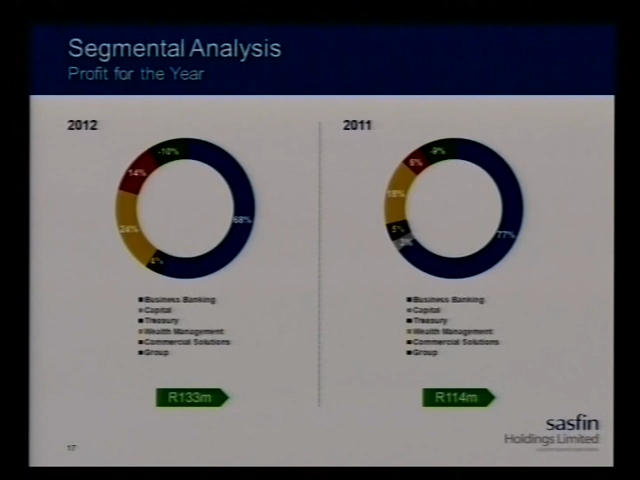 Segmental Analysis
Profit for the Year
2012
-10%
14%
24%
4%
68%
Business Banking
Capital
Treasury
Wealth Management
Commercial Solutions
Group
R133m
2011
-9%
6%
18%
5%
77%
Business Banking
Capital
Treasury
Wealth Management
Commercial Solutions
Group
R114m
sasfin
Holdings Limited
17